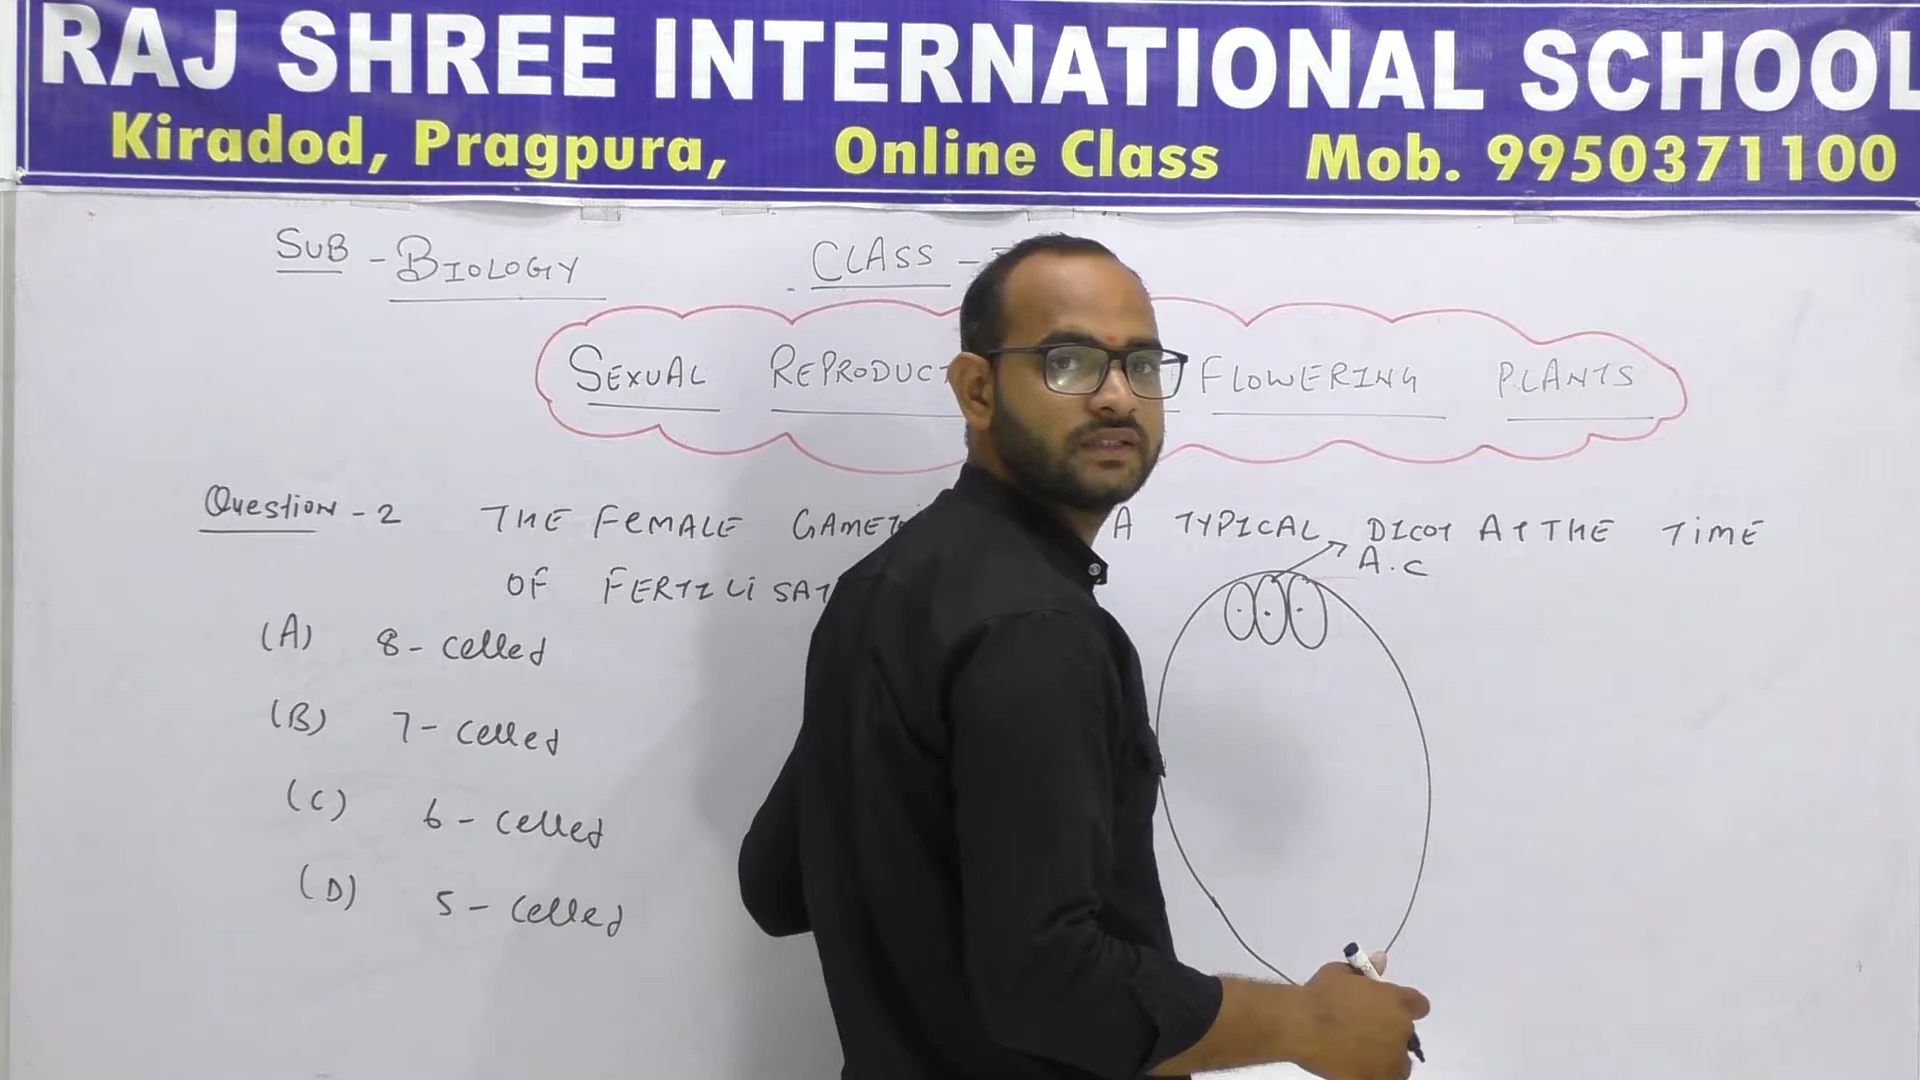 RAJ SHREE INTERNATIONAL SCHOOL
Kiradod, Pragpura, Online Class Mob. 9950371100
SUB - BIOLOGY CLASS -
SEXUAL REPRODUCT FLOWERING PLANTS
Question - 2 THE FEMALE GAMET A TYPICAL DICOT AT THE TIME
OF FERTILISAT
A.C
(A) 8 - celled
(B) 7 - celled
(C) 6 - celled
(D) 5 - celled